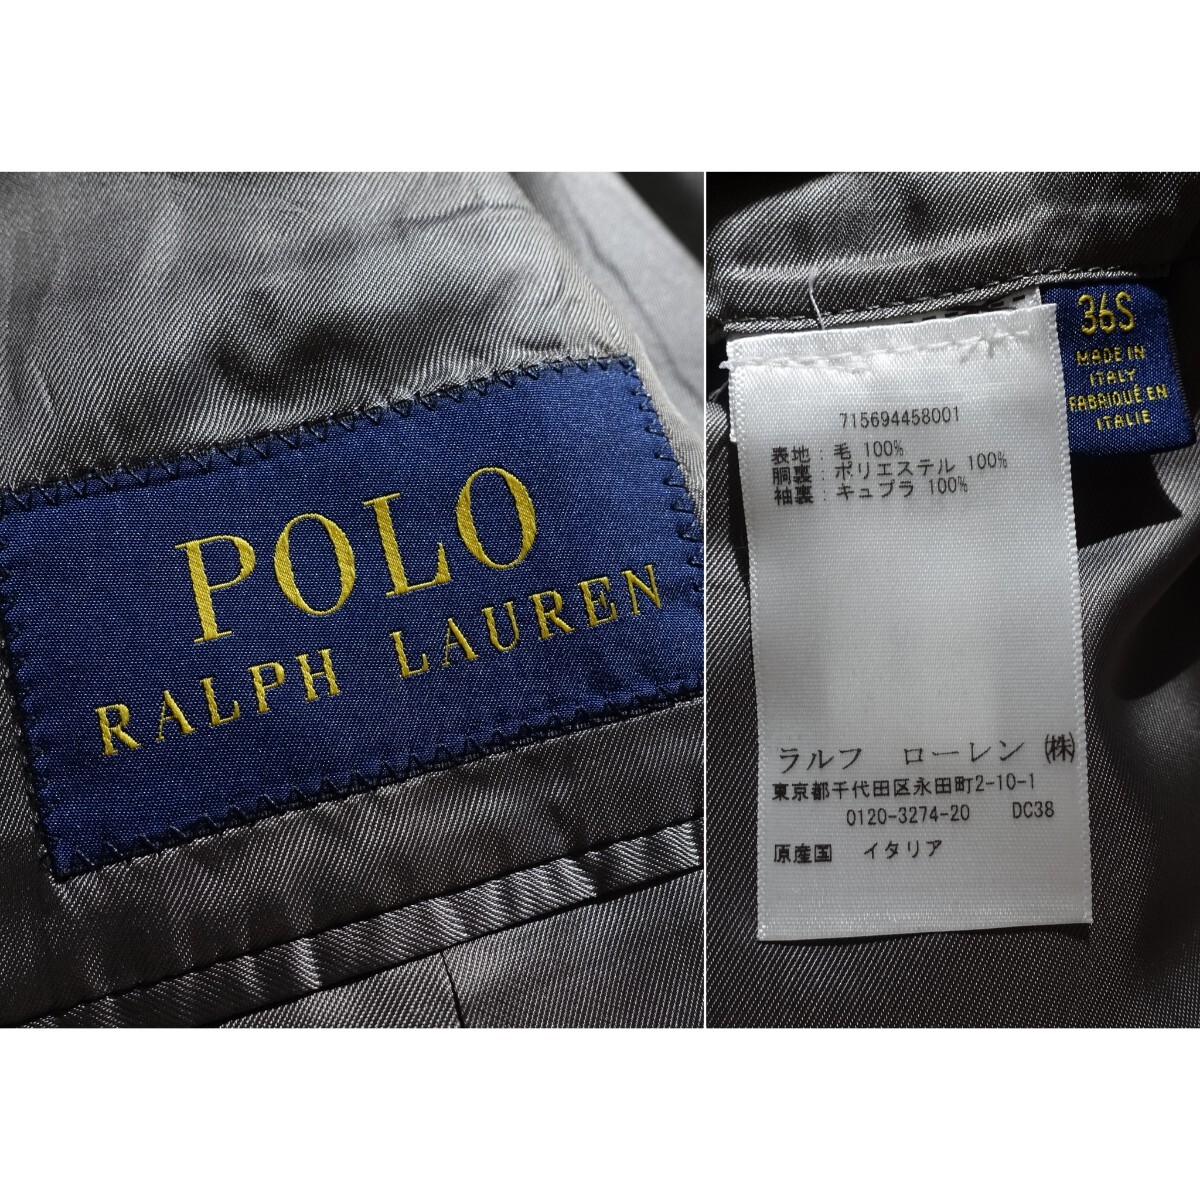 POLO
RALPH LAUREN
36S
MADE IN
ITALY
FABRIQUÉ EN
ITALIE
715694458001
表地:毛 100%
胴裏:ポリエステル 100%
袖裏:キュプラ 100%
ラルフ ローレン ㈱
東京都千代田区永田町2-10-1
0120-3274-20 DC38
原産国 イタリア